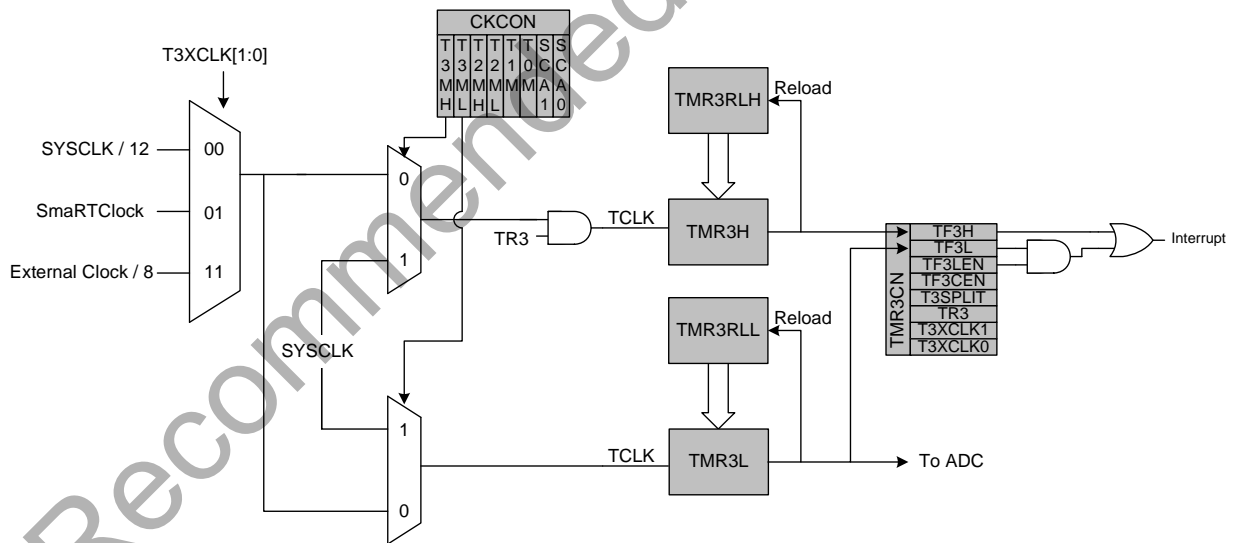 CKCON
T3MH T3ML T2MH T2ML T1M T0M SCA1 SCA0
T3XCLK[1:0]
SYSCLK / 12
00
SmaRTClock
01
External Clock / 8
11
0
1
TR3
TCLK
TMR3RLH
Reload
TMR3H
TMR3CN
TF3H
TF3L
TF3LEN
TF3CEN
T3SPLIT
TR3
T3XCLK1
T3XCLK0
Interrupt
SYSCLK
1
0
TCLK
TMR3RLL
Reload
TMR3L
To ADC
Recommended